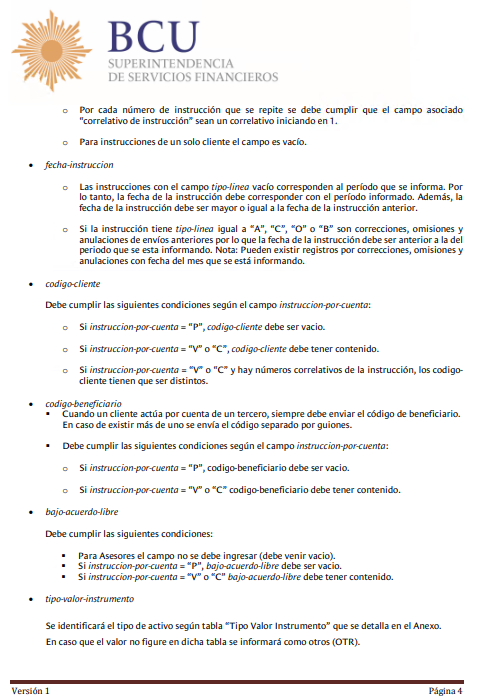 BCU
SUPERINTENDENCIA
DE SERVICIOS FINANCIEROS
o Por cada número de instrucción que se repite se debe cumplir que el campo asociado
“correlativo de instrucción” sean un correlativo iniciando en 1.
o Para instrucciones de un solo cliente el campo es vacío.
• fecha-instruccion
o Las instrucciones con el campo tipo-linea vacío corresponden al período que se informa. Por
lo tanto, la fecha de la instrucción debe corresponder con el período informado. Además, la
fecha de la instrucción debe ser mayor o igual a la fecha de la instrucción anterior.
o Si la instrucción tiene tipo-linea igual a “A”, “C”, “O” o “B” son correcciones, omisiones y
anulaciones de envíos anteriores por lo que la fecha de la instrucción debe ser anterior a la del
periodo que se esta informando. Nota: Pueden existir registros por correcciones, omisiones y
anulaciones con fecha del mes que se está informando.
• codigo-cliente
Debe cumplir las siguientes condiciones según el campo instruccion-por-cuenta:
o Si instruccion-por-cuenta = “P”, codigo-cliente debe ser vacio.
o Si instruccion-por-cuenta = “V” o “C”, codigo-cliente debe tener contenido.
o Si instruccion-por-cuenta = “V” o “C” y hay números correlativos de la instrucción, los codigo-
cliente tienen que ser distintos.
• codigo-beneficiario
▪ Cuando un cliente actúa por cuenta de un tercero, siempre debe enviar el código de beneficiario.
En caso de existir más de uno se envía el código separado por guiones.
▪ Debe cumplir las siguientes condiciones según el campo instruccion-por-cuenta:
o Si instruccion-por-cuenta = “P”, codigo-beneficiario debe ser vacio.
o Si instruccion-por-cuenta = “V” o “C” codigo-beneficiario debe tener contenido.
• bajo-acuerdo-libre
Debe cumplir las siguientes condiciones:
▪ Para Asesores el campo no se debe ingresar (debe venir vacio).
▪ Si instruccion-por-cuenta = “P”, bajo-acuerdo-libre debe ser vacio.
▪ Si instruccion-por-cuenta = “V” o “C” bajo-acuerdo-libre debe tener contenido.
• tipo-valor-instrumento
Se identificará el tipo de activo según tabla “Tipo Valor Instrumento” que se detalla en el Anexo.
En caso que el valor no figure en dicha tabla se informará como otros (OTR).
Versión 1 Página 4